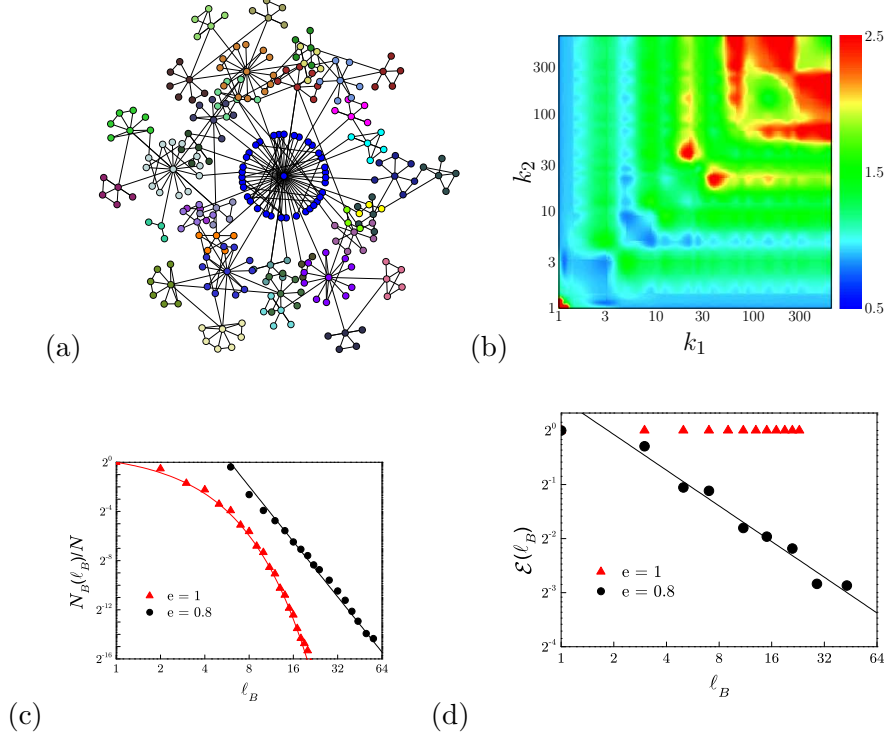 (a)
k₂
300
100
30
10
3
1
1 3 10 30 100 300
k₁
2.5
1.5
0.5
(b)
N_B(ℓ_B)/N
2^0
2^-4
2^-8
2^-12
2^-16
e = 1
e = 0.8
1 2 4 8 16 32 64
ℓ_B
(c)
ℰ(ℓ_B)
2^0
2^-1
2^-2
2^-3
2^-4
e = 1
e = 0.8
1 2 4 8 16 32 64
ℓ_B
(d)